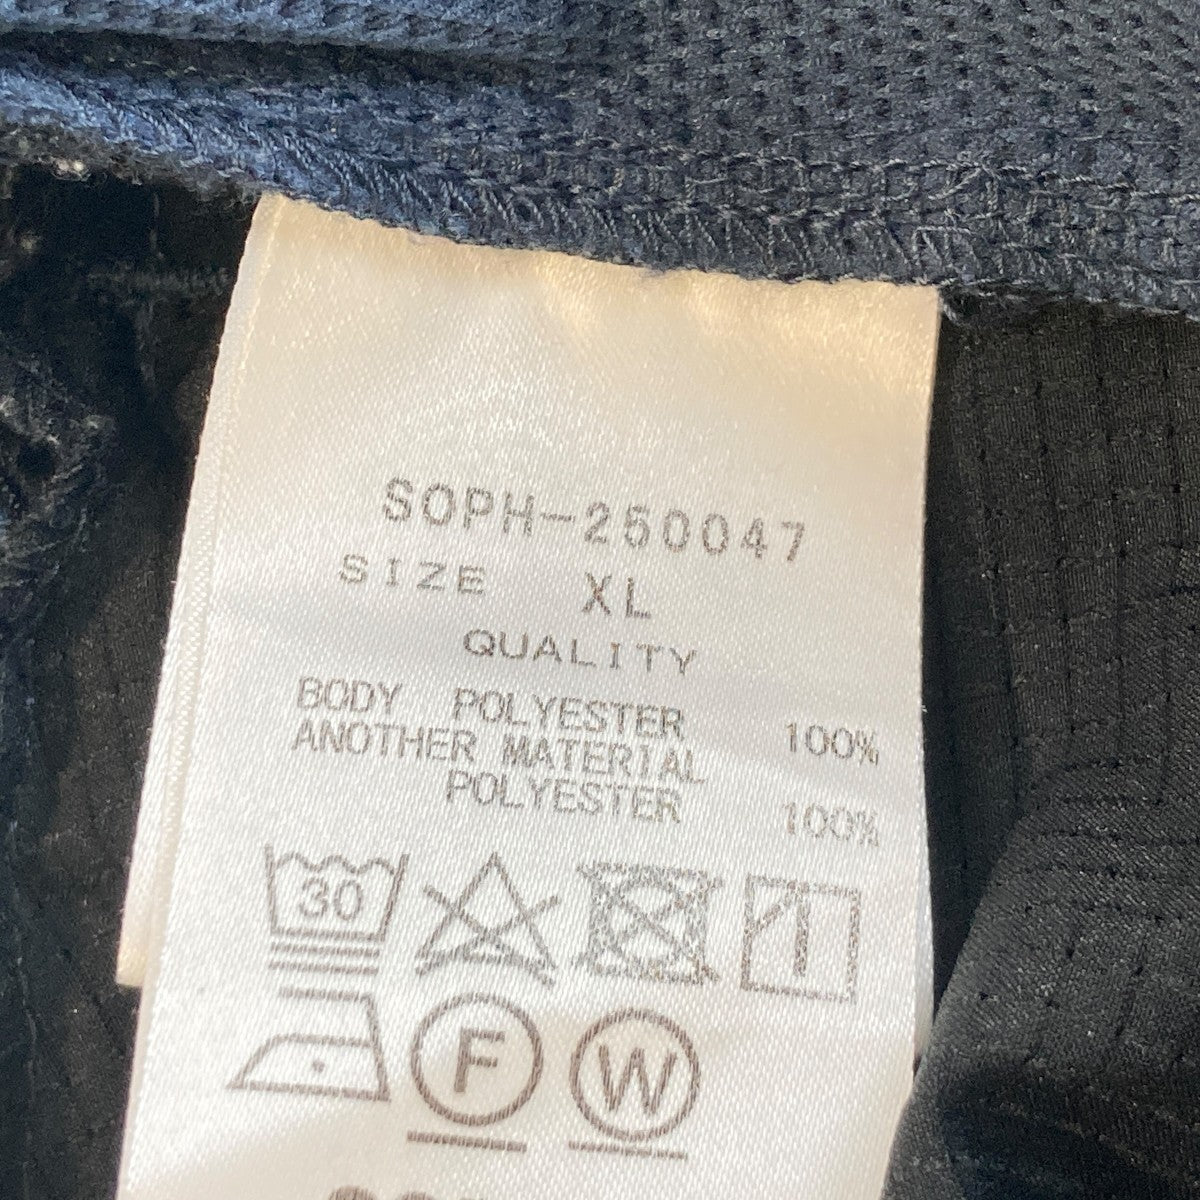 SOPH-250047
SIZE XL
QUALITY
BODY POLYESTER 100%
ANOTHER MATERIAL
POLYESTER 100%
30
F W